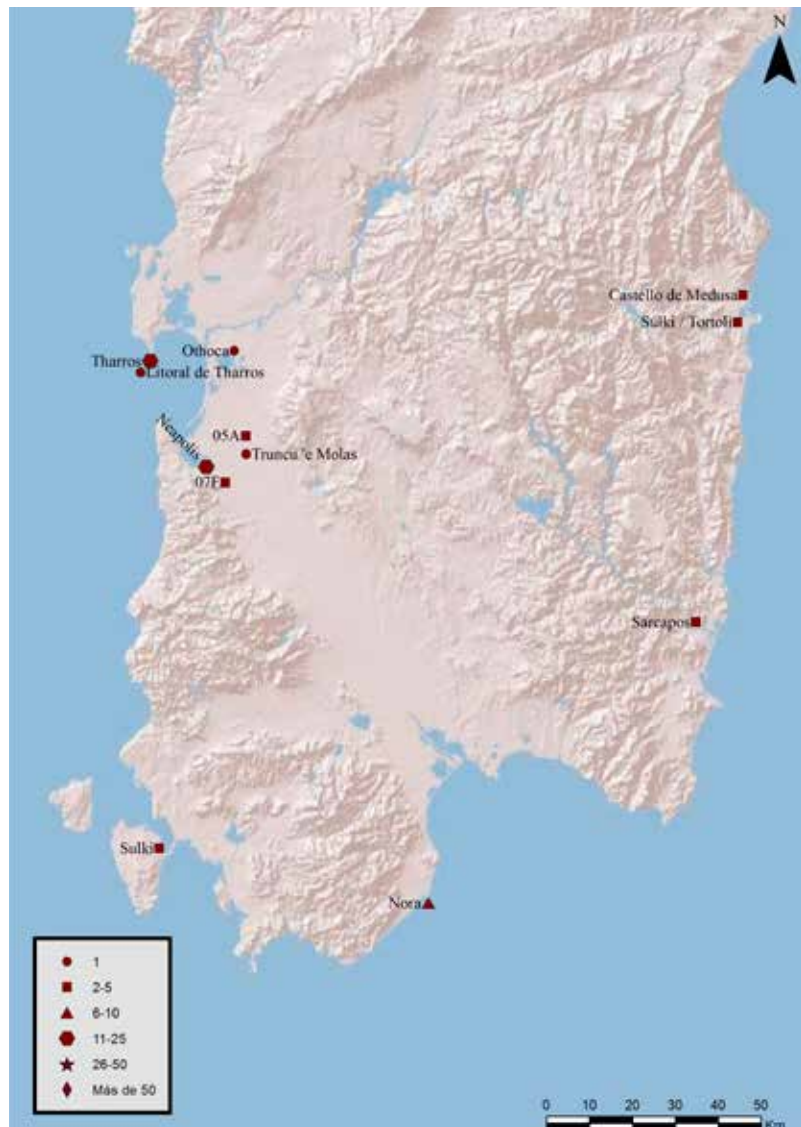 N
Castello de Medusa
Sulki / Tortoli
Othoca
Tharros
Litoral de Tharros
05A
Neapolis
Truncu 'e Molas
07F
Sarcapos
Sulki
Nora
1
2-5
6-10
11-25
26-50
Más de 50
0 10 20 30 40 50
Km